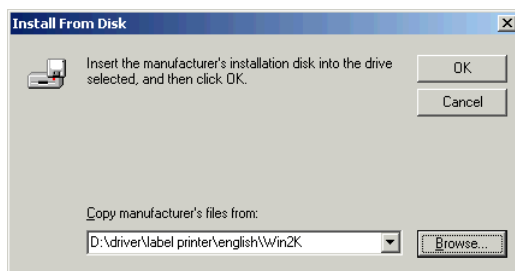 Install From Disk
Insert the manufacturer's installation disk into the drive
selected, and then click OK.
OK
Cancel
Copy manufacturer's files from:
D:\driver\label printer\english\Win2K
Browse...